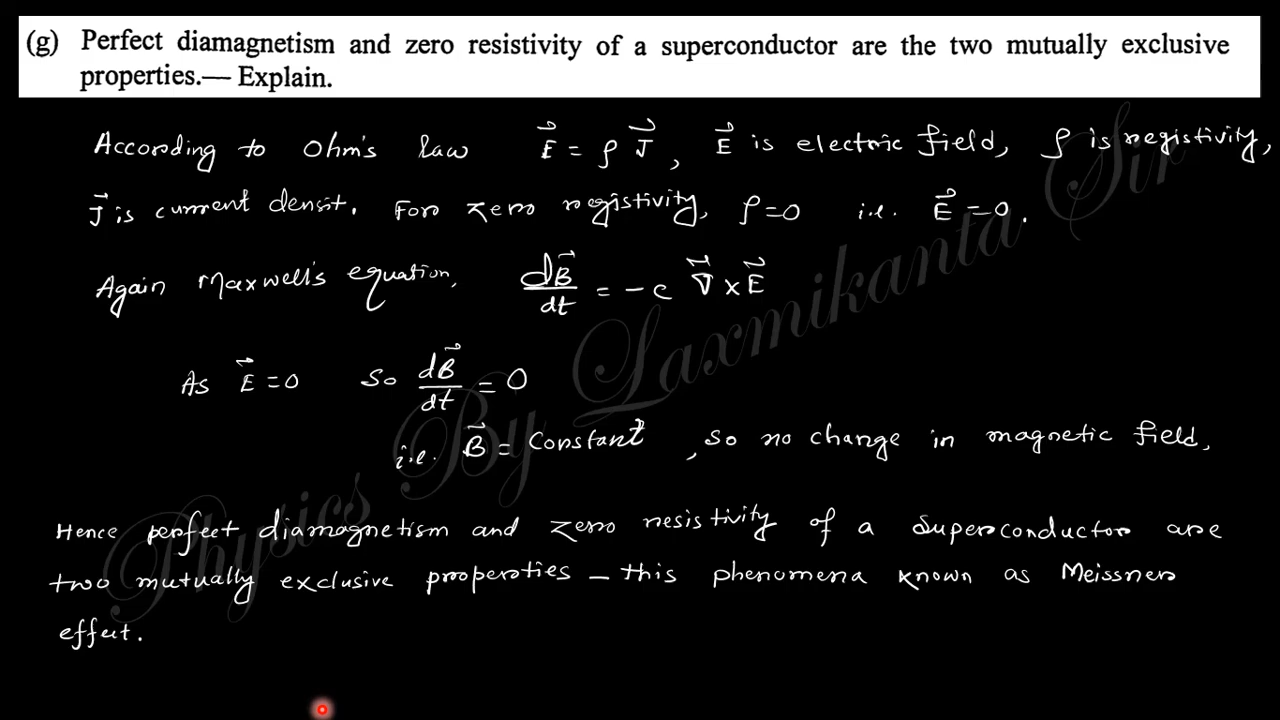 (g) Perfect diamagnetism and zero resistivity of a superconductor are the two mutually exclusive
properties.— Explain.
According to Ohm's law E⃗ = ρ J⃗, E⃗ is electric field, ρ is registivity,
J⃗ is current densit. For zero registivity, ρ=0 i.e. E⃗ =0.
Again Maxwell's equation, dB⃗/dt = -c ∇⃗ × E⃗
As E⃗ =0 So dB⃗/dt = 0
i.e. B⃗ = Constant, so no change in magnetic field,
Hence perfect diamagnetism and zero resistivity of a Superconductor are
two mutually exclusive properties - this phenomena known as Meissner
effect.
Physics By Laxmikanta Sir